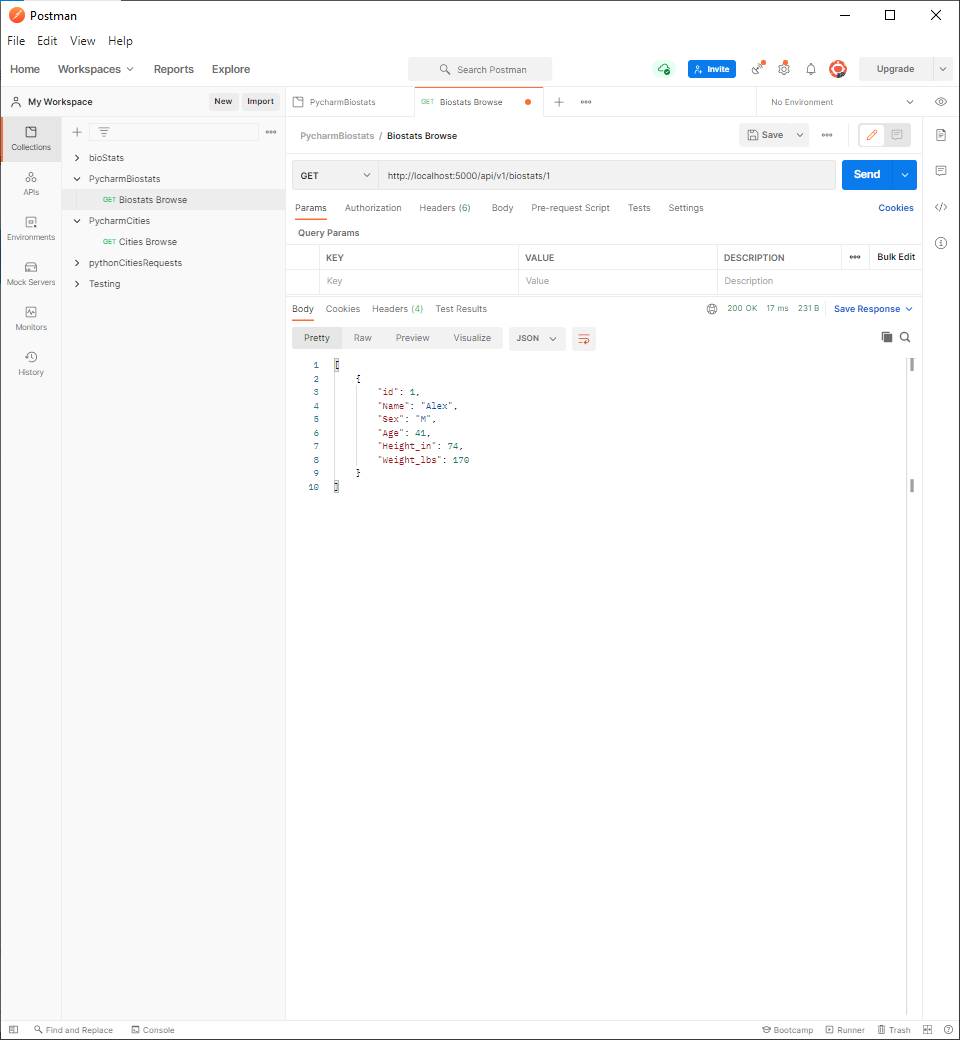 Postman
File Edit View Help
Home Workspaces Reports Explore Search Postman Invite Upgrade
My Workspace New Import
PycharmBiostats GET Biostats Browse No Environment
Collections
APIs
Environments
Mock Servers
Monitors
History
bioStats
PycharmBiostats
GET Biostats Browse
PycharmCities
GET Cities Browse
pythonCitiesRequests
Testing
PycharmBiostats / Biostats Browse Save
GET http://localhost:5000/api/v1/biostats/1 Send
Params Authorization Headers (6) Body Pre-request Script Tests Settings Cookies
Query Params
KEY VALUE DESCRIPTION Bulk Edit
Key Value Description
Body Cookies Headers (4) Test Results 200 OK 17 ms 231 B Save Response
Pretty Raw Preview Visualize JSON
1 [
2 {
3 "id": 1,
4 "Name": "Alex",
5 "Sex": "M",
6 "Age": 41,
7 "Height_in": 74,
8 "Weight_lbs": 170
9 }
10 ]
Find and Replace Console Bootcamp Runner Trash